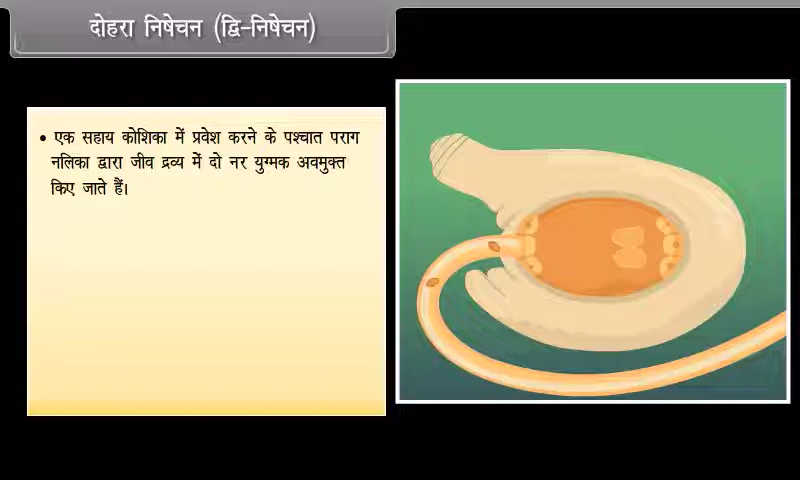 दोहरा निषेचन (द्वि-निषेचन)
• एक सहाय कोशिका में प्रवेश करने के पश्चात पराग
नलिका द्वारा जीव द्रव्य में दो नर युग्मक अवमुक्त
किए जाते हैं।